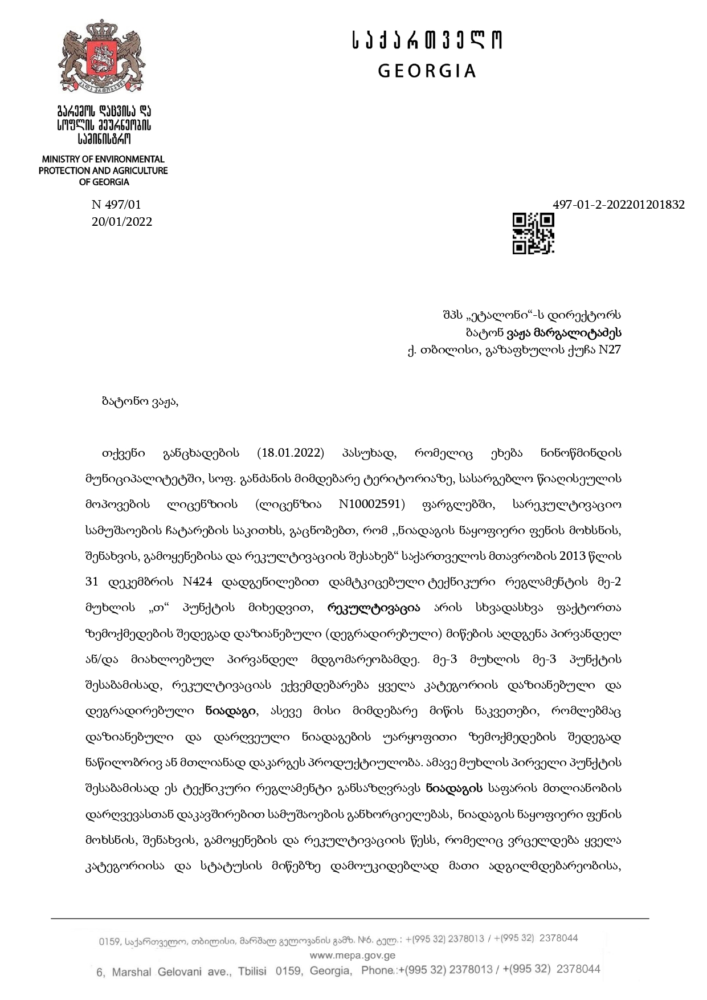 საქართველო
GEORGIA
გარემოს დაცვისა და
სოფლის მეურნეობის
სამინისტრო
MINISTRY OF ENVIRONMENTAL
PROTECTION AND AGRICULTURE
OF GEORGIA
N 497/01
497-01-2-202201201832
20/01/2022
შპს „ეტალონი“-ს დირექტორს
ბატონ ვაჟა მარგალიტაძეს
ქ. თბილისი, გაზაფხულის ქუჩა N27
ბატონო ვაჟა,
თქვენი განცხადების (18.01.2022) პასუხად, რომელიც ეხება ნინოწმინდის
მუნიციპალიტეტში, სოფ. განძანის მიმდებარე ტერიტორიაზე, სასარგებლო წიაღისეულის
მოპოვების ლიცენზიის (ლიცენზია N10002591) ფარგლებში, სარეკულტივაციო
სამუშაოების ჩატარების საკითხს, გაცნობებთ, რომ ,,ნიადაგის ნაყოფიერი ფენის მოხსნის,
შენახვის, გამოყენებისა და რეკულტივაციის შესახებ“ საქართველოს მთავრობის 2013 წლის
31 დეკემბრის N424 დადგენილებით დამტკიცებული ტექნიკური რეგლამენტის მე-2
მუხლის „თ“ პუნქტის მიხედვით, რეკულტივაცია არის სხვადასხვა ფაქტორთა
ზემოქმედების შედეგად დაზიანებული (დეგრადირებული) მიწების აღდგენა პირვანდელ
ან/და მიახლოებულ პირვანდელ მდგომარეობამდე. მე-3 მუხლის მე-3 პუნქტის
შესაბამისად, რეკულტივაციას ექვემდებარება ყველა კატეგორიის დაზიანებული და
დეგრადირებული ნიადაგი, ასევე მისი მიმდებარე მიწის ნაკვეთები, რომლებმაც
დაზიანებული და დარღვეული ნიადაგების უარყოფითი ზემოქმედების შედეგად
ნაწილობრივ ან მთლიანად დაკარგეს პროდუქტიულობა. ამავე მუხლის პირველი პუნქტის
შესაბამისად ეს ტექნიკური რეგლამენტი განსაზღვრავს ნიადაგის საფარის მთლიანობის
დარღვევასთან დაკავშირებით სამუშაოების განხორციელებას, ნიადაგის ნაყოფიერი ფენის
მოხსნის, შენახვის, გამოყენების და რეკულტივაციის წესს, რომელიც ვრცელდება ყველა
კატეგორიისა და სტატუსის მიწებზე დამოუკიდებლად მათი ადგილმდებარეობისა,
0159, საქართველო, თბილისი, მარშალ გელოვანის გამზ. №6. ტელ.: +(995 32) 2378013 / +(995 32) 2378044
www.mepa.gov.ge
6, Marshal Gelovani ave., Tbilisi 0159, Georgia, Phone.:+(995 32) 2378013 / +(995 32) 2378044